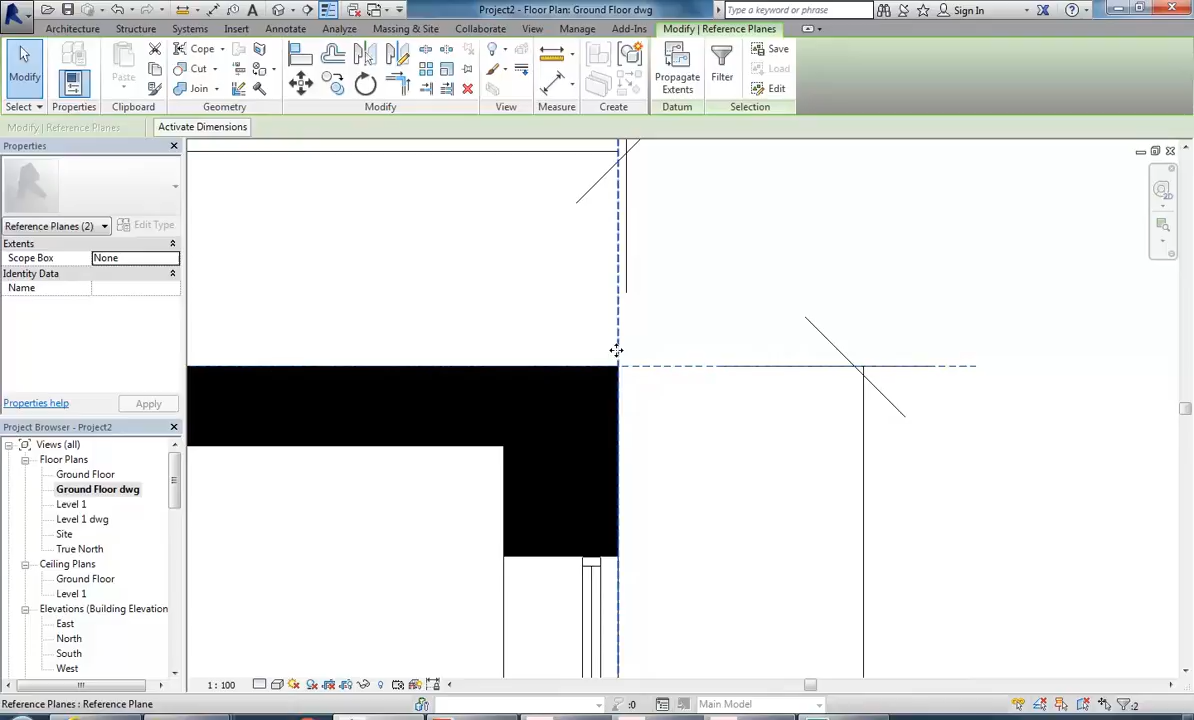 Project2 - Floor Plan: Ground Floor dwg
Type a keyword or phrase
Sign In
Architecture
Structure
Systems
Insert
Annotate
Analyze
Massing & Site
Collaborate
View
Manage
Add-Ins
Modify | Reference Planes
Modify
Properties
Paste
Cope
Cut
Join
Propagate
Extents
Filter
Save
Load
Edit
Select
Properties
Clipboard
Geometry
Modify
View
Measure
Create
Datum
Selection
Modify | Reference Planes
Activate Dimensions
Properties
Reference Planes (2)
Edit Type
Extents
Scope Box
None
Identity Data
Name
Properties help
Apply
Project Browser - Project2
Views (all)
Floor Plans
Ground Floor
Ground Floor dwg
Level 1
Level 1 dwg
Site
True North
Ceiling Plans
Ground Floor
Level 1
Elevations (Building Elevation
East
North
South
West
2D
1 : 100
Reference Planes : Reference Plane
:0
Main Model
:2